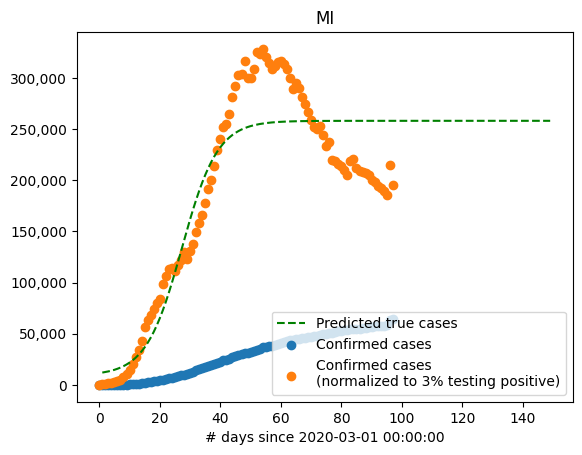 MI
300,000
250,000
200,000
150,000
100,000
50,000
0
Predicted true cases
Confirmed cases
Confirmed cases
(normalized to 3% testing positive)
0 20 40 60 80 100 120 140
# days since 2020-03-01 00:00:00